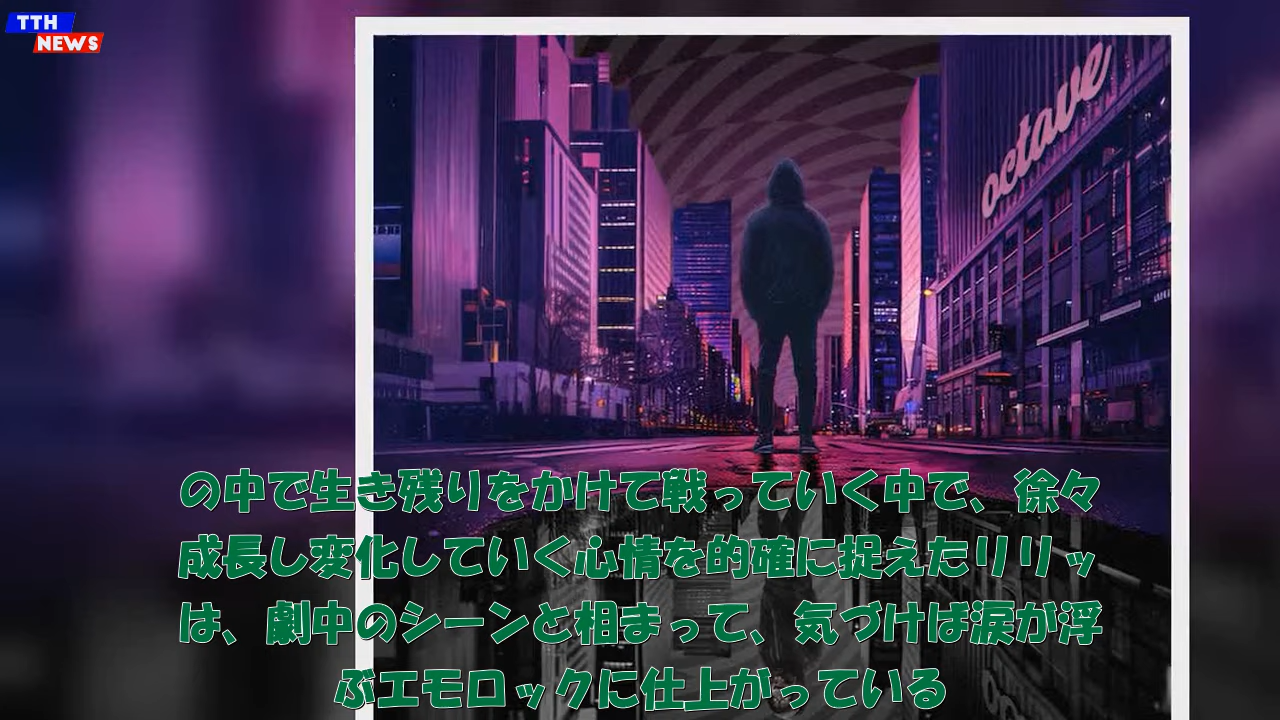 TTH
NEWS
octave
の中で生き残りをかけて戦っていく中で、徐々
成長し変化していく心情を的確に捉えたリリッ
は、劇中のシーンと相まって、気づけば涙が浮
ぶエモロックに仕上がっている